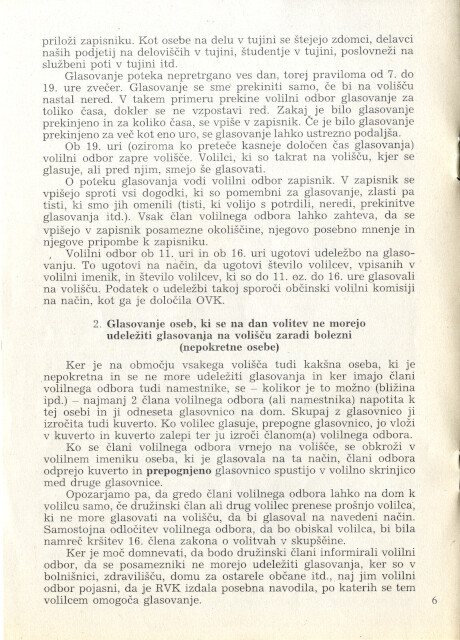 priloži zapisniku. Kot osebe na delu v tujini se štejejo zdomci, delavci
naših podjetij na deloviščih v tujini, študentje v tujini, poslovneži na
službeni poti v tujini itd.
Glasovanje poteka nepretrgano ves dan, torej praviloma od 7. do
19. ure zvečer. Glasovanje se sme prekiniti samo, če bi na volišču
nastal nered. V takem primeru prekine volilni odbor glasovanje za
toliko časa, dokler se ne vzpostavi red. Zakaj je bilo glasovanje
prekinjeno in za koliko časa, se vpiše v zapisnik. Če je bilo glasovanje
prekinjeno za več kot eno uro, se glasovanje lahko ustrezno podaljša.
Ob 19. uri (oziroma ko preteče kasneje določen čas glasovanja)
volilni odbor zapre volišče. Volilci, ki so takrat na volišču, kjer se
glasuje, ali pred njim, smejo še glasovati.
O poteku glasovanja vodi volilni odbor zapisnik. V zapisnik se
vpišejo sproti vsi dogodki, ki so pomembni za glasovanje, zlasti pa
tisti, ki smo jih omenili (tisti, ki volijo s potrdili, neredi, prekinitve
glasovanja itd.). Vsak član volilnega odbora lahko zahteva, da se
vpišejo v zapisnik posamezne okoliščine, njegovo posebno mnenje in
njegove pripombe k zapisniku.
Volilni odbor ob 11. uri in ob 16. uri ugotovi udeležbo na glaso-
vanju. To ugotovi na način, da ugotovi število volilcev, vpisanih v
volilni imenik, in število volilcev, ki so do 11. oz. do 16. ure glasovali
na volišču. Podatek o udeležbi takoj sporoči občinski volilni komisiji
na način, kot ga je določila OVK.
2. Glasovanje oseb, ki se na dan volitev ne morejo
udeležiti glasovanja na volišču zaradi bolezni
(nepokretne osebe)
Ker je na območju vsakega volišča tudi kakšna oseba, ki je
nepokretna in se ne more udeležiti glasovanja in ker imajo člani
volilnega odbora tudi namestnike, se – kolikor je to možno (bližina
ipd.) – najmanj 2 člana volilnega odbora (ali namestnika) napotita k
tej osebi in ji odneseta glasovnico na dom. Skupaj z glasovnico ji
izročita tudi kuverto. Ko volilec glasuje, prepogne glasovnico, jo vloži
v kuverto in kuverto zalepi ter ju izroči članom(a) volilnega odbora.
Ko se člani volilnega odbora vrnejo na volišče, se obkroži v
volilnem imeniku oseba, ki je glasovala na ta način, člani odbora
odprejo kuverto in prepognjeno glasovnico spustijo v volilno skrinjico
med druge glasovnice.
Opozarjamo pa, da gredo člani volilnega odbora lahko na dom k
volilcu samo, če družinski član ali drug volilec prenese prošnjo volilca,
ki ne more glasovati na volišču, da bi glasoval na navedeni način.
Samostojna odločitev volilnega odbora, da bo obiskal volilca, bi bila
namreč kršitev 16. člena zakona o volitvah v skupščine.
Ker je moč domnevati, da bodo družinski člani informirali volilni
odbor, da se posamezniki ne morejo udeležiti glasovanja, ker so v
bolnišnici, zdravilišču, domu za ostarele občane itd., naj jim volilni
odbor pojasni, da je RVK izdala posebna navodila, po katerih se tem
volilcem omogoča glasovanje.
6